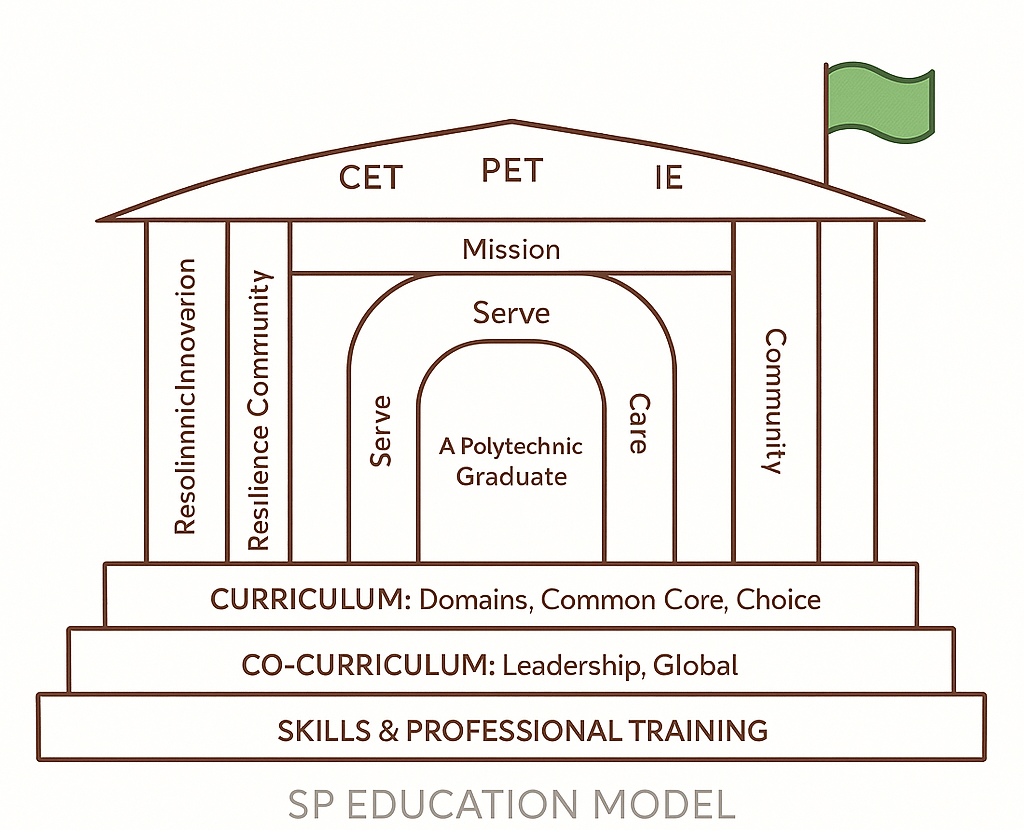 CET PET IE
Mission
Serve
ResolinnnicInnovarion
Resilience Community
Serve
A Polytechnic
Graduate
Care
Community
CURRICULUM: Domains, Common Core, Choice
CO-CURRICULUM: Leadership, Global
SKILLS & PROFESSIONAL TRAINING
SP EDUCATION MODEL